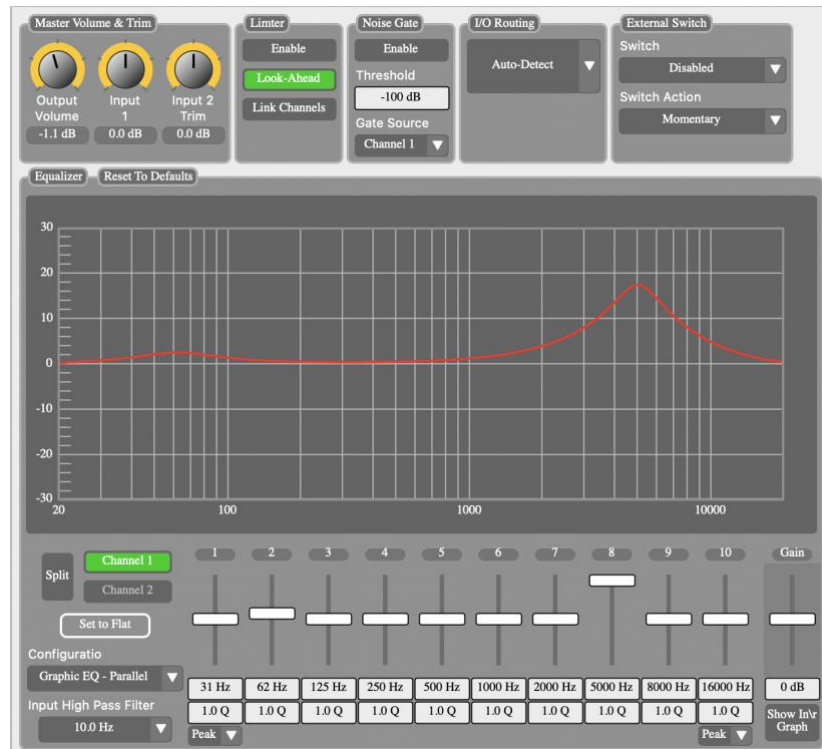 Master Volume & Trim
Output Volume
-1.1 dB
Input 1
0.0 dB
Input 2 Trim
0.0 dB
Limter
Enable
Look-Ahead
Link Channels
Noise Gate
Enable
Threshold
-100 dB
Gate Source
Channel 1
I/O Routing
Auto-Detect
External Switch
Switch
Disabled
Switch Action
Momentary
Equalizer
Reset To Defaults
30
20
10
0
-10
-20
-30
20 100 1000 10000
Split
Channel 1
Channel 2
Set to Flat
Configuratio
Graphic EQ - Parallel
Input High Pass Filter
10.0 Hz
1 2 3 4 5 6 7 8 9 10 Gain
31 Hz 62 Hz 125 Hz 250 Hz 500 Hz 1000 Hz 2000 Hz 5000 Hz 8000 Hz 16000 Hz 0 dB
1.0 Q 1.0 Q 1.0 Q 1.0 Q 1.0 Q 1.0 Q 1.0 Q 1.0 Q 1.0 Q 1.0 Q
Peak Peak
Show In\r
Graph